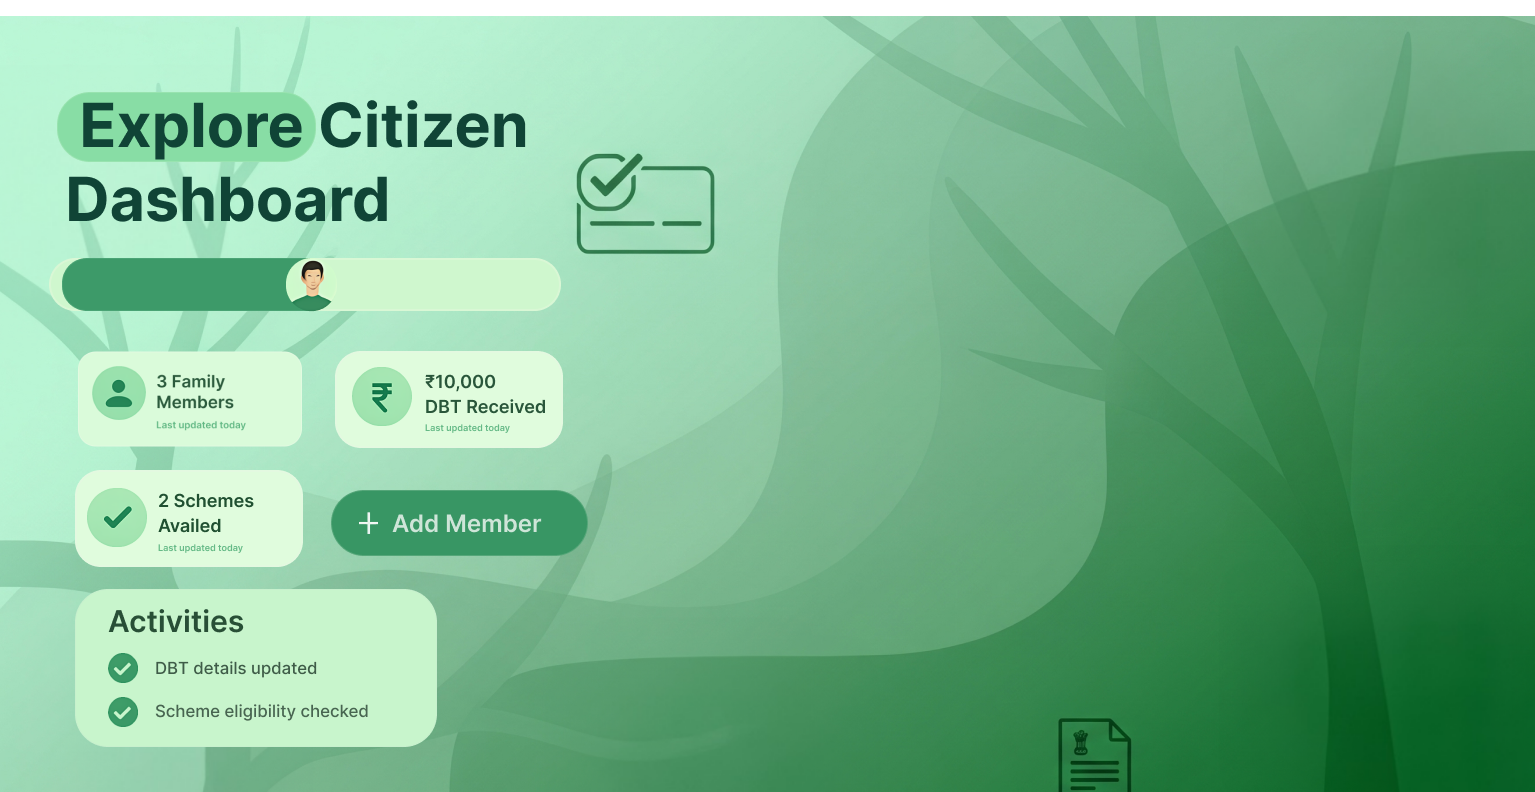 Explore Citizen
Dashboard
3 Family
Members
Last updated today
₹10,000
DBT Received
Last updated today
2 Schemes
Availed
Last updated today
+ Add Member
Activities
DBT details updated
Scheme eligibility checked